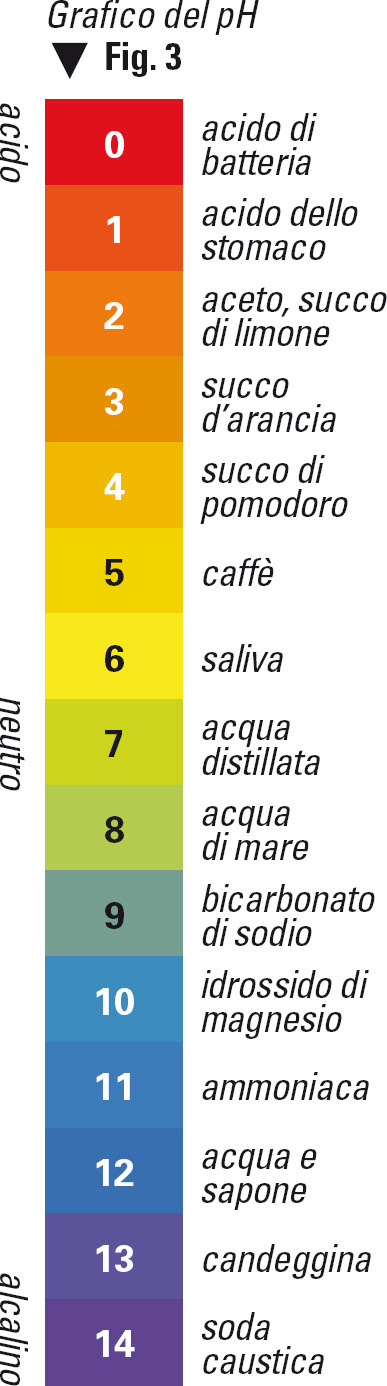 Grafico del pH
▼ Fig. 3
acido
0
acido di
batteria
1
acido dello
stomaco
2
aceto, succo
di limone
3
succo
d'arancia
4
succo di
pomodoro
5
caffè
6
saliva
neutro
7
acqua
distillata
8
acqua
di mare
9
bicarbonato
di sodio
10
idrossido di
magnesio
11
ammoniaca
12
acqua e
sapone
13
candeggina
alcalino
14
soda
caustica